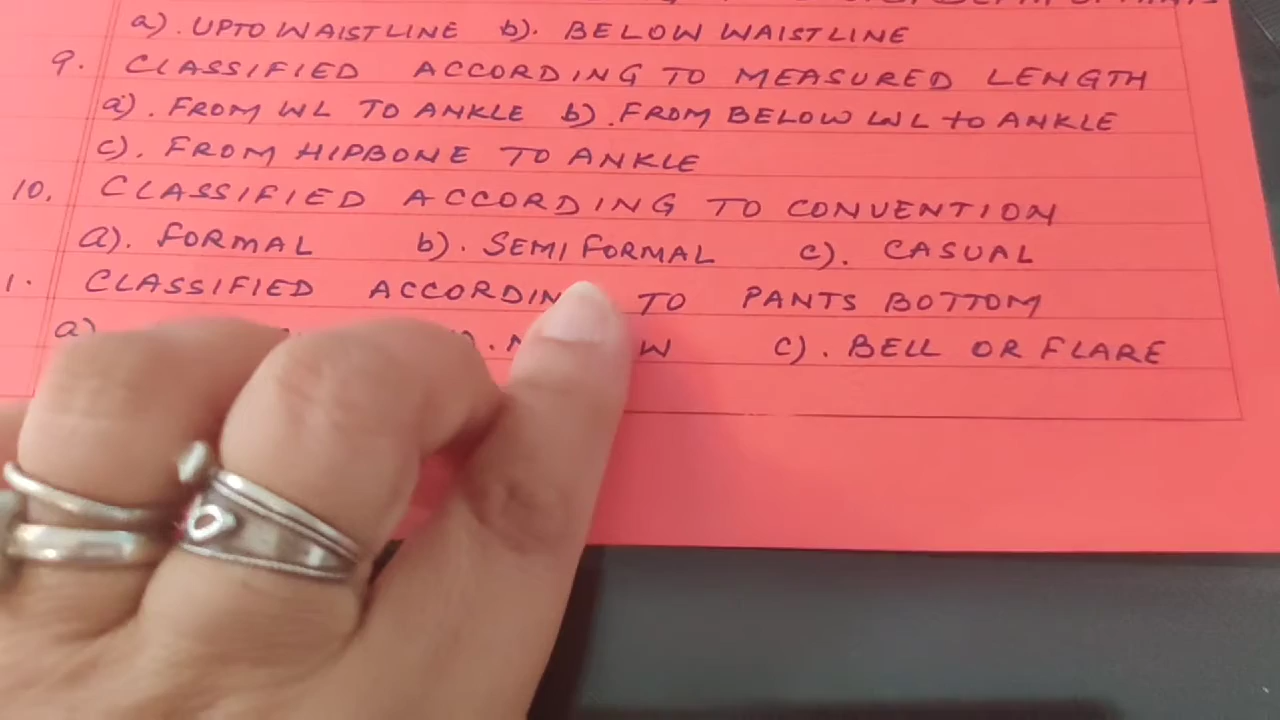 a). UPTO WAISTLINE b). BELOW WAISTLINE
9. CLASSIFIED ACCORDING TO MEASURED LENGTH
a). FROM WL TO ANKLE b). FROM BELOW WL to ANKLE
c). FROM HIPBONE TO ANKLE
10. CLASSIFIED ACCORDING TO CONVENTION
a). FORMAL b). SEMI FORMAL c). CASUAL
1. CLASSIFIED ACCORDIN TO PANTS BOTTOM
a) c). BELL OR FLARE